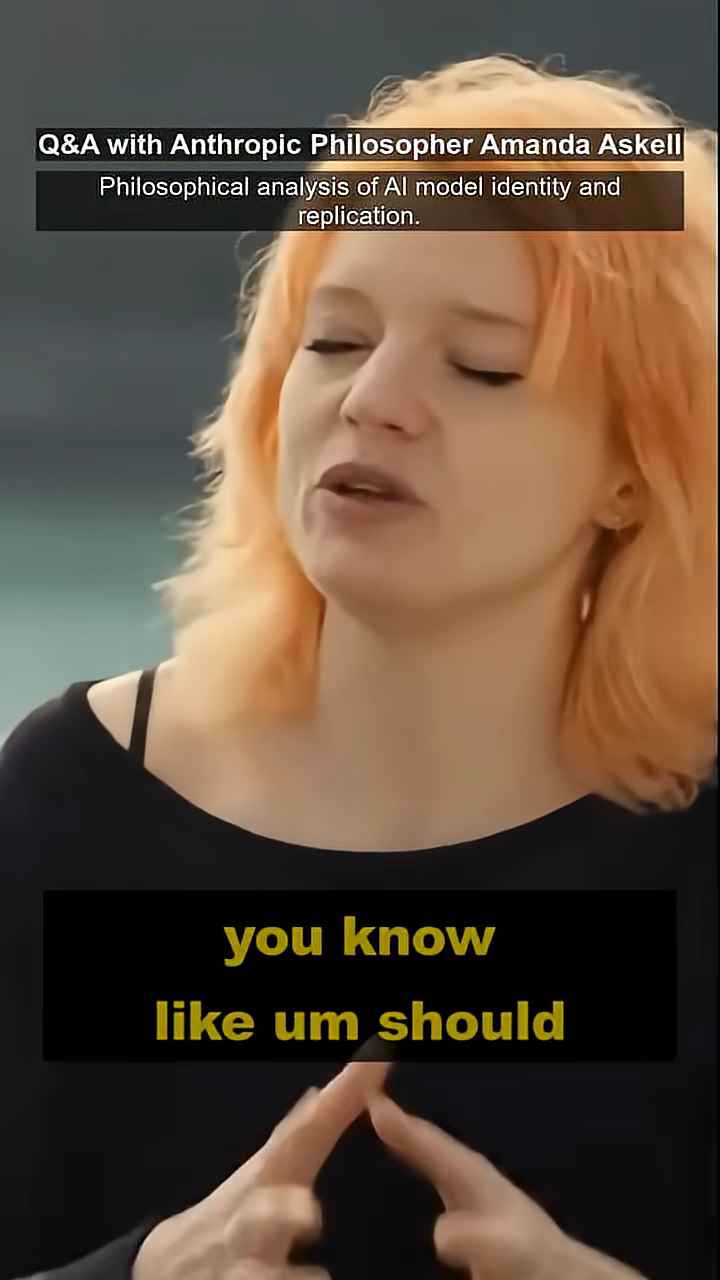 Q&A with Anthropic Philosopher Amanda Askell
Philosophical analysis of AI model identity and
replication.
you know
like um should